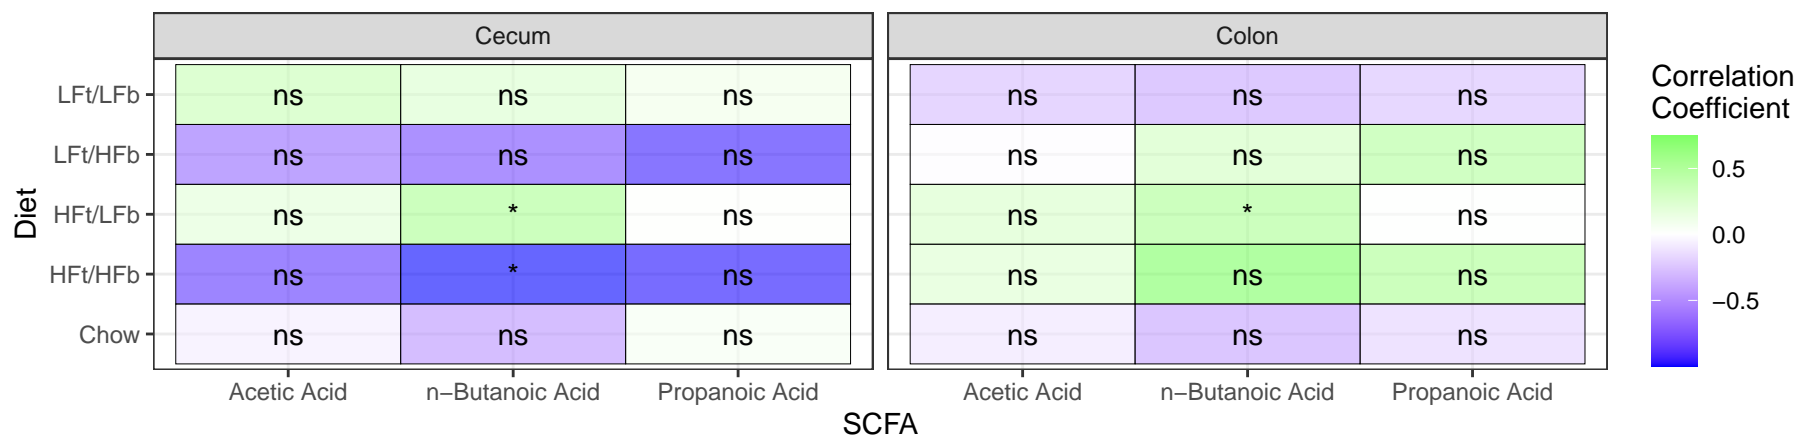 Cecum
Colon
Diet
LFt/LFb
ns ns ns ns ns ns
LFt/HFb
ns ns ns ns ns ns
HFt/LFb
ns * ns ns * ns
HFt/HFb
ns * ns ns ns ns
Chow
ns ns ns ns ns ns
Acetic Acid n−Butanoic Acid Propanoic Acid
Acetic Acid n−Butanoic Acid Propanoic Acid
SCFA
Correlation
Coefficient
0.5
0.0
−0.5